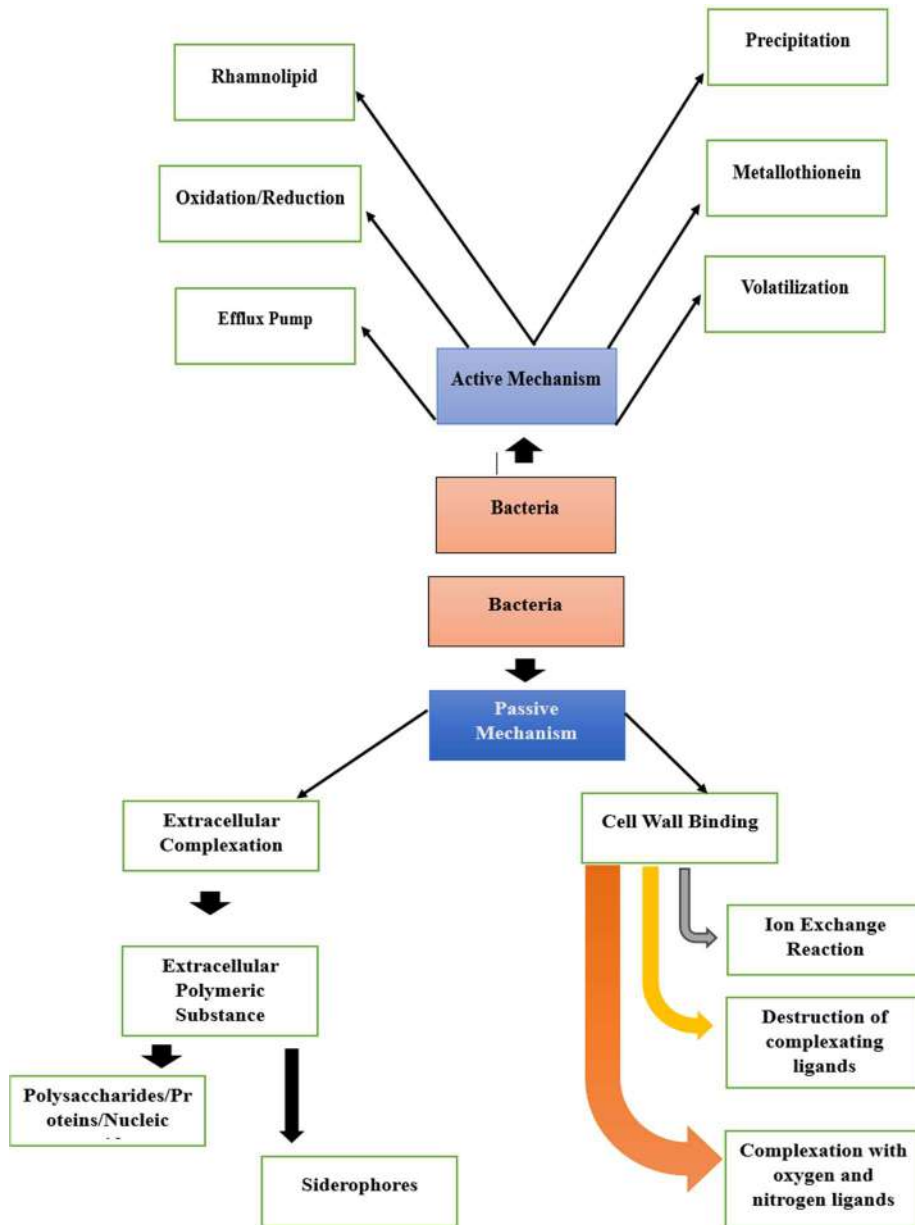 Precipitation
Rhamnolipid
Metallothionein
Oxidation/Reduction
Volatilization
Efflux Pump
Active Mechanism
Bacteria
Bacteria
Passive
Mechanism
Extracellular
Complexation
Cell Wall Binding
Ion Exchange
Reaction
Extracellular
Polymeric
Substance
Destruction of
complexating
ligands
Polysaccharides/Pr
oteins/Nucleic
Complexation with
oxygen and
nitrogen ligands
Siderophores